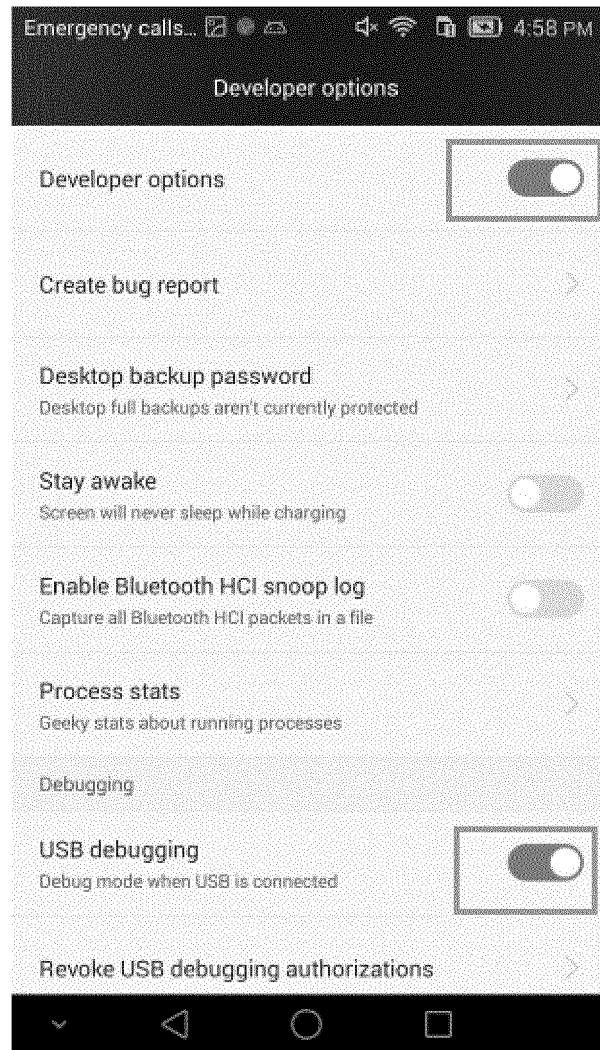 Emergency calls... 4:58 PM
Developer options
Developer options
Create bug report
Desktop backup password
Desktop full backups aren't currently protected
Stay awake
Screen will never sleep while charging
Enable Bluetooth HCI snoop log
Capture all Bluetooth HCI packets in a file
Process stats
Geeky stats about running processes
Debugging
USB debugging
Debug mode when USB is connected
Revoke USB debugging authorizations